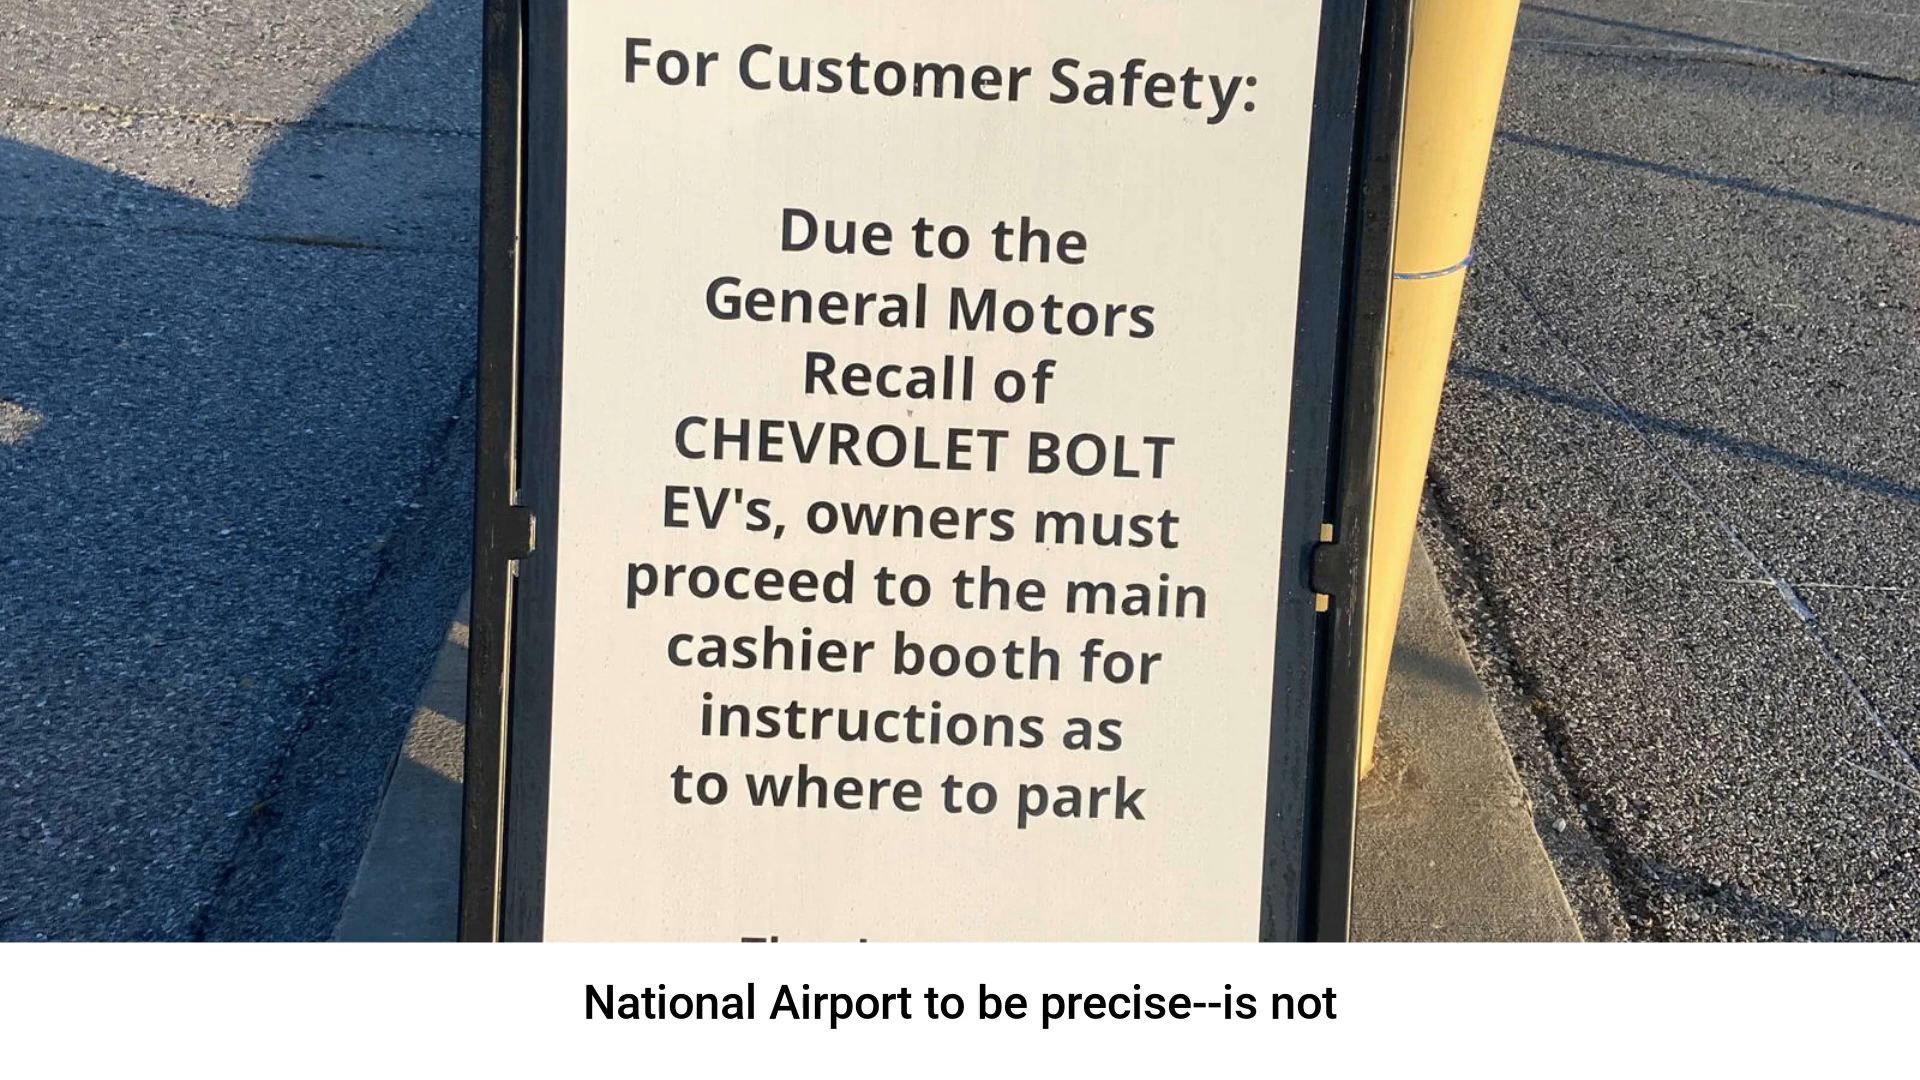 For Customer Safety:
Due to the
General Motors
Recall of
CHEVROLET BOLT
EV's, owners must
proceed to the main
cashier booth for
instructions as
to where to park
National Airport to be precise--is not